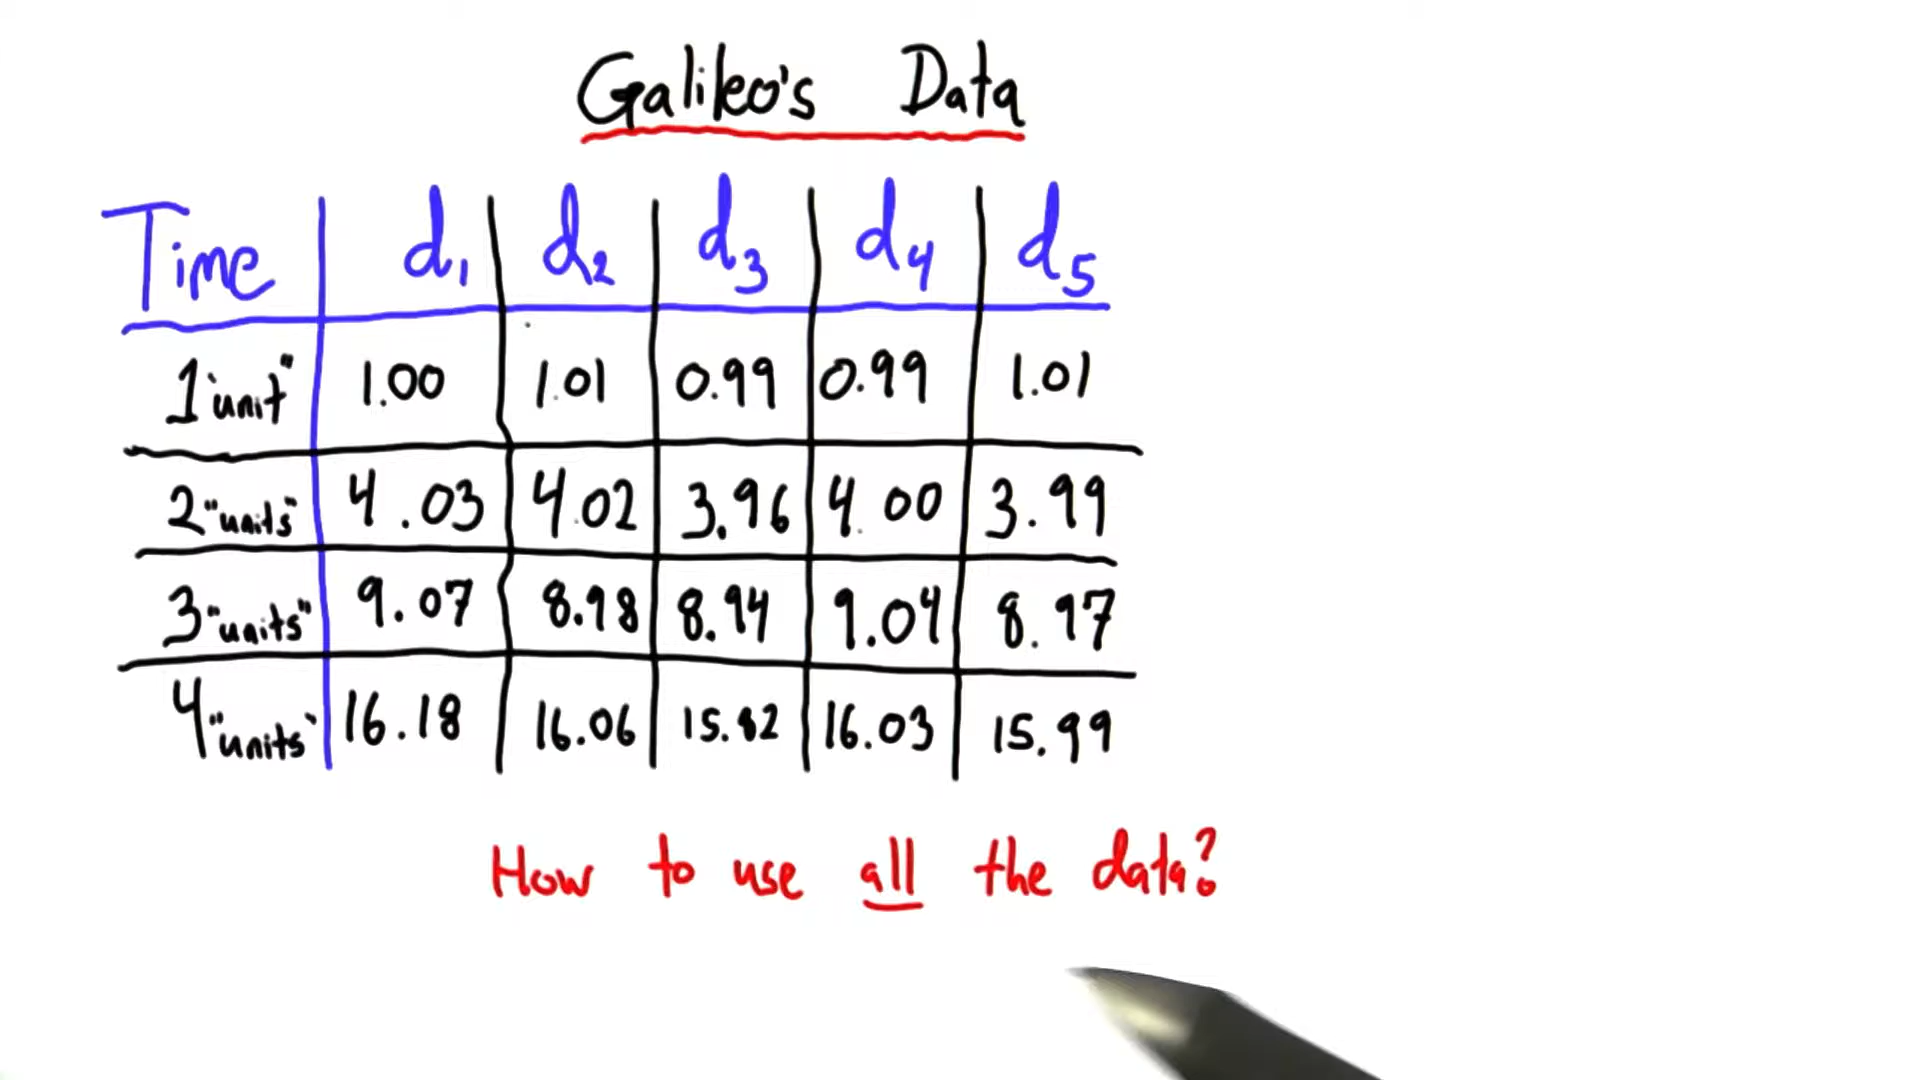 Galileo's Data
Time d1 d2 d3 d4 d5
1 "unit" 1.00 1.01 0.99 0.99 1.01
2 "units" 4.03 4.02 3.96 4.00 3.99
3 "units" 9.07 8.98 8.94 9.04 8.97
4 "units" 16.18 16.06 15.82 16.03 15.99
How to use all the data?